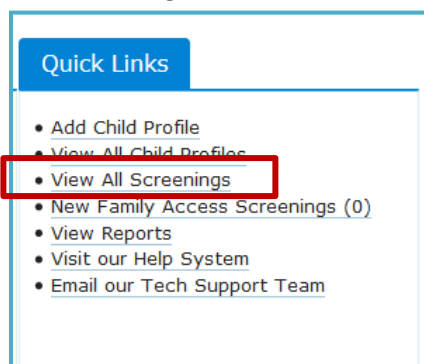 Quick Links
• Add Child Profile
• View All Child Profiles
• View All Screenings
• New Family Access Screenings (0)
• View Reports
• Visit our Help System
• Email our Tech Support Team